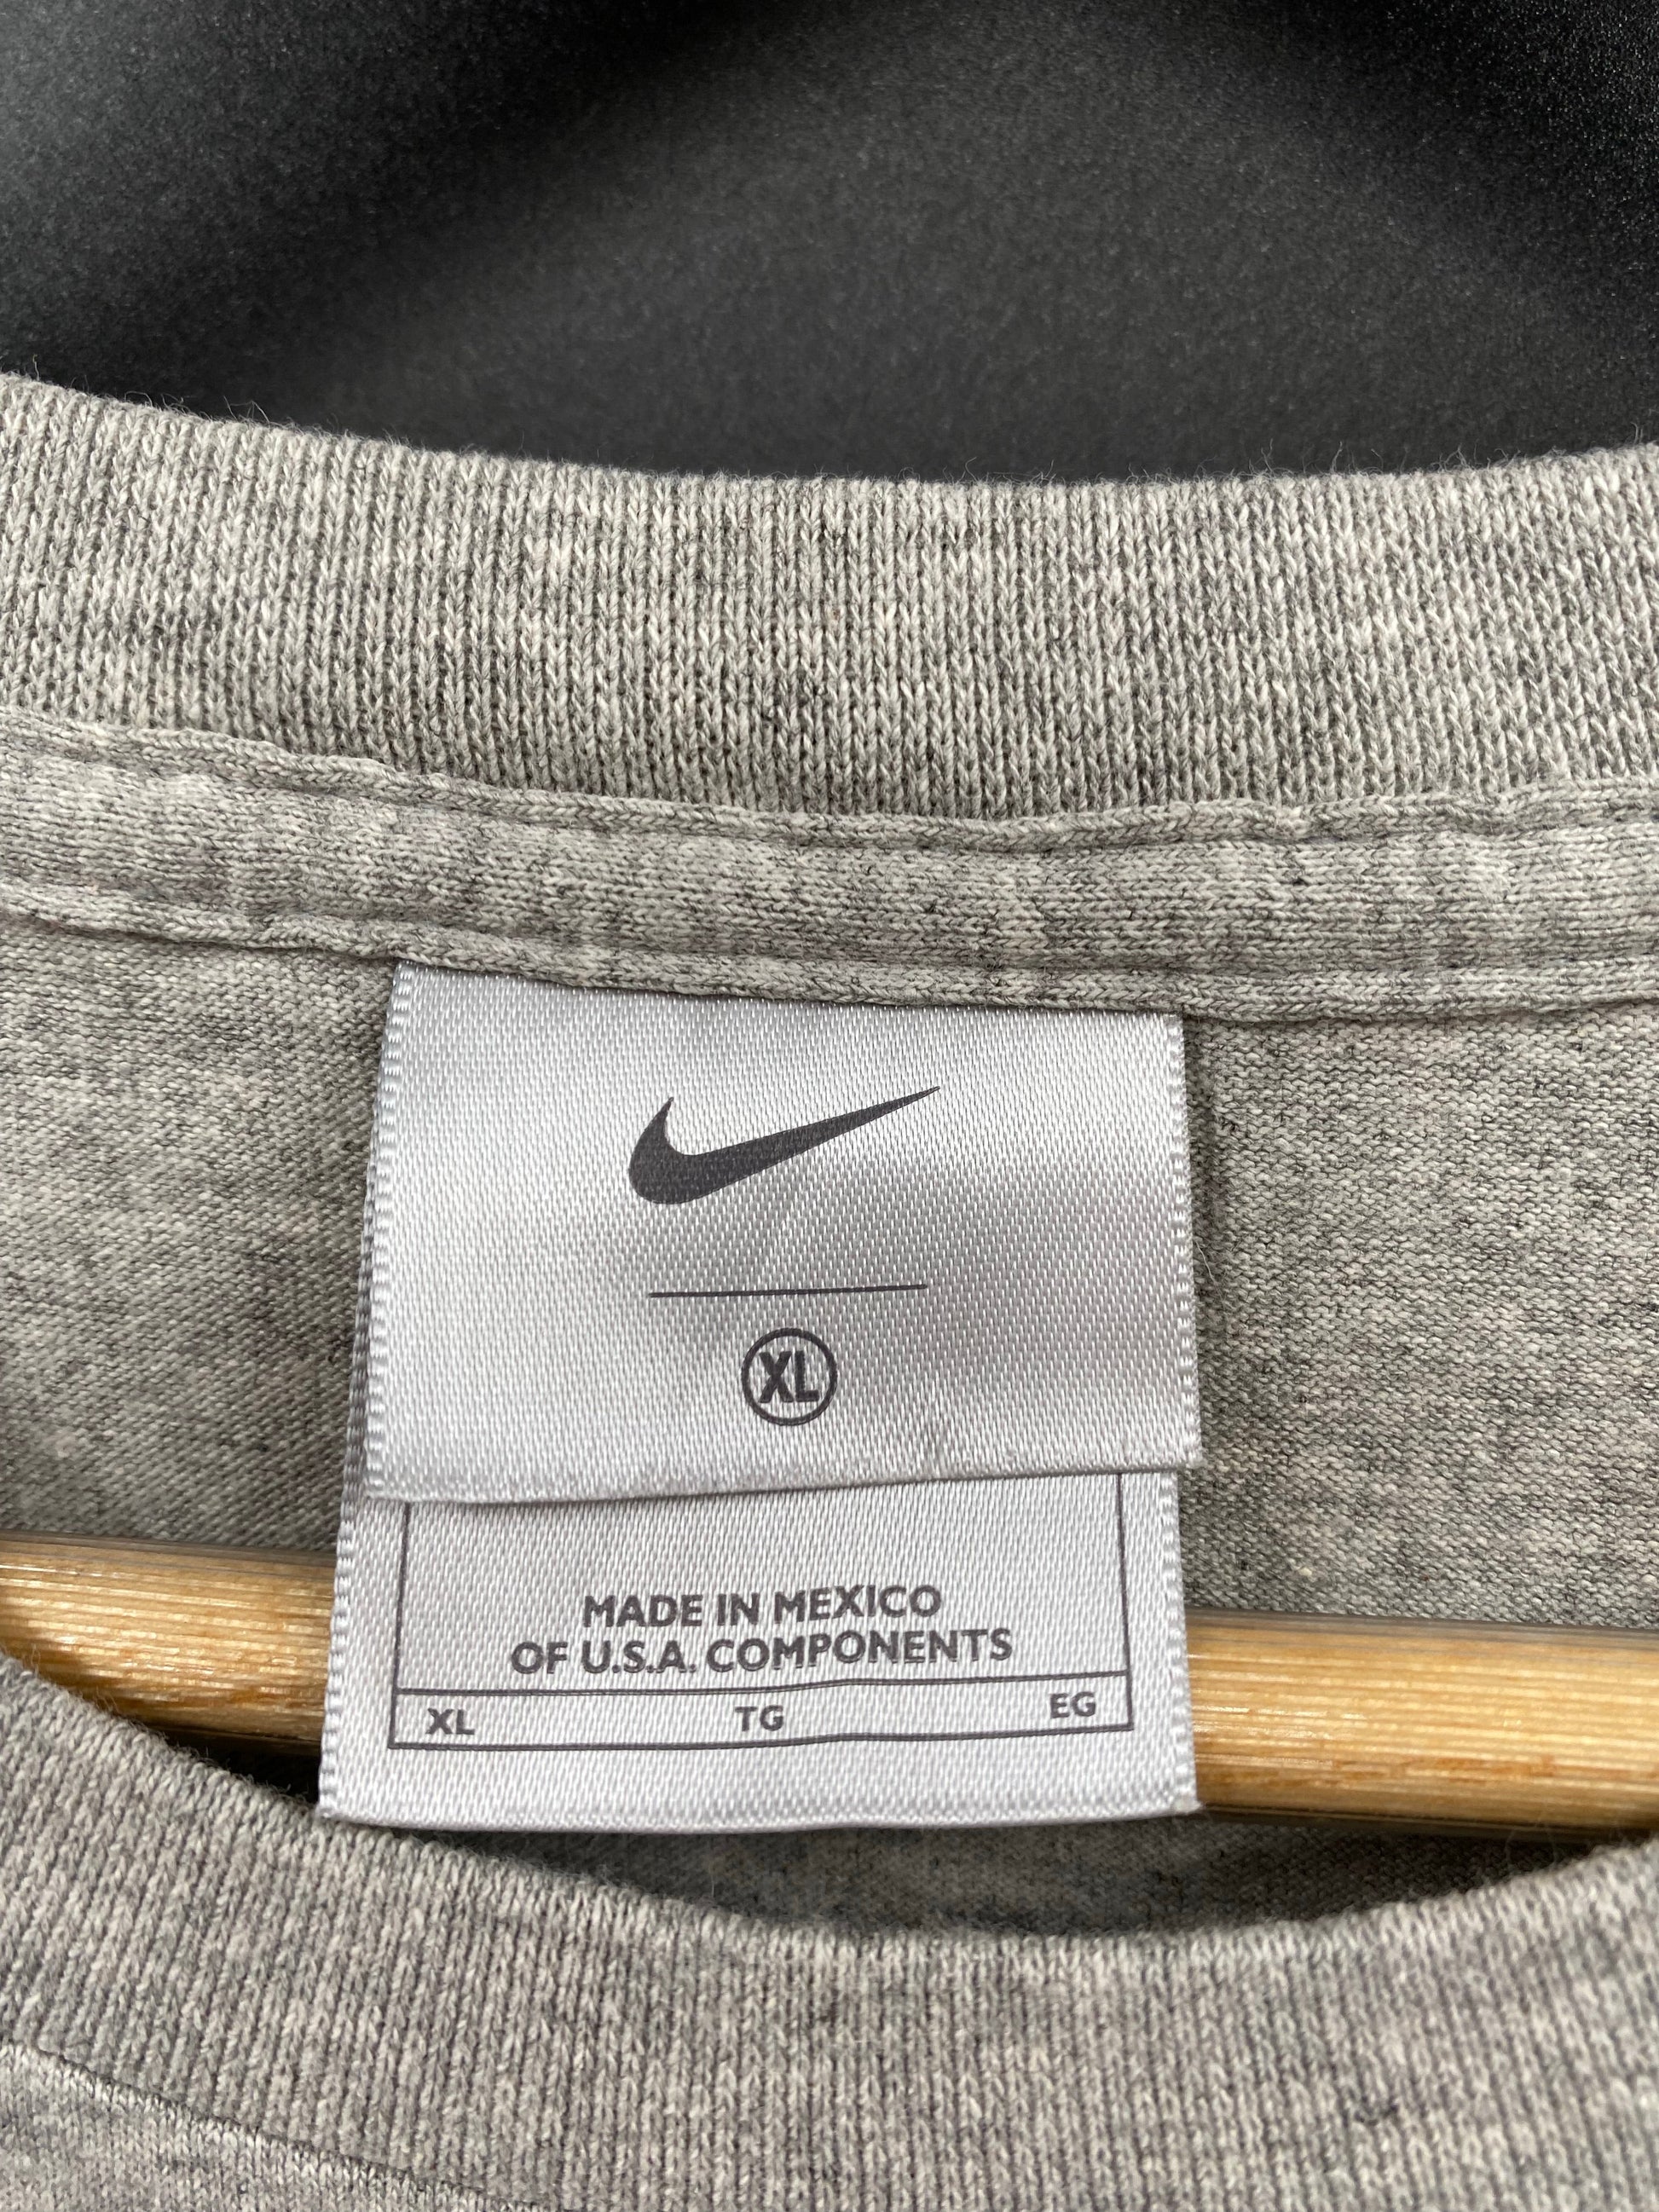 XL
MADE IN MEXICO
OF U.S.A. COMPONENTS
XL TG EG